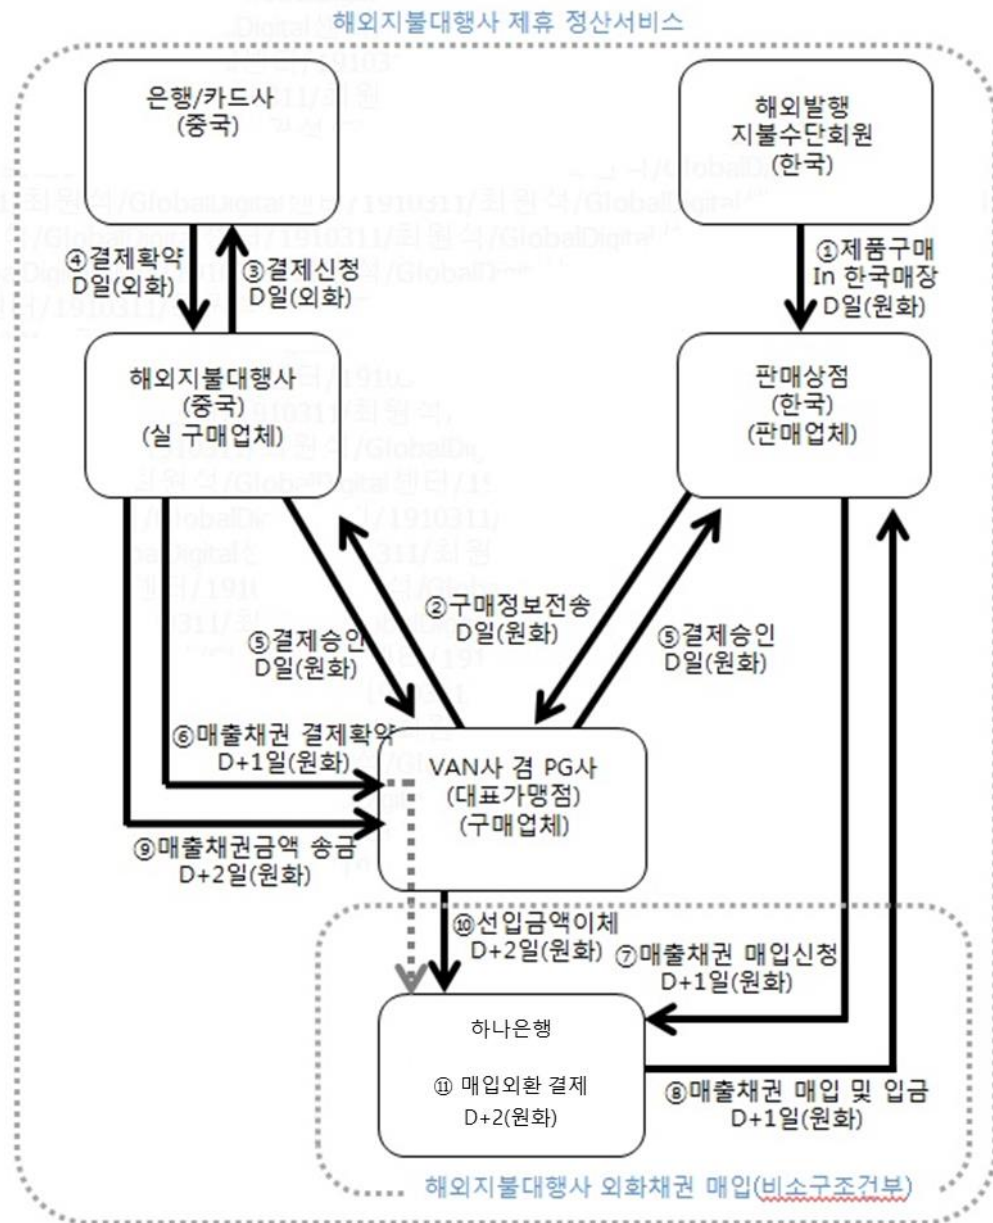 해외지불대행사 제휴 정산서비스
은행/카드사
(중국)
해외발행
지불수단회원
(한국)
④결제확약
D일(외화)
③결제신청
D일(외화)
①제품구매
In 한국매장
D일(원화)
해외지불대행사
(중국)
(실 구매업체)
판매상점
(한국)
(판매업체)
②구매정보전송
D일(원화)
⑤결제승인
D일(원화)
⑤결제승인
D일(원화)
⑥매출채권 결제확약
D+1일(원화)
VAN사 겸 PG사
(대표가맹점)
(구매업체)
⑨매출채권금액 송금
D+2일(원화)
⑩선입금액이체
D+2일(원화)
⑦매출채권 매입신청
D+1일(원화)
하나은행
⑪ 매입외환 결제
D+2(원화)
⑧매출채권 매입 및 입금
D+1일(원화)
해외지불대행사 외화채권 매입(비소구조건부)